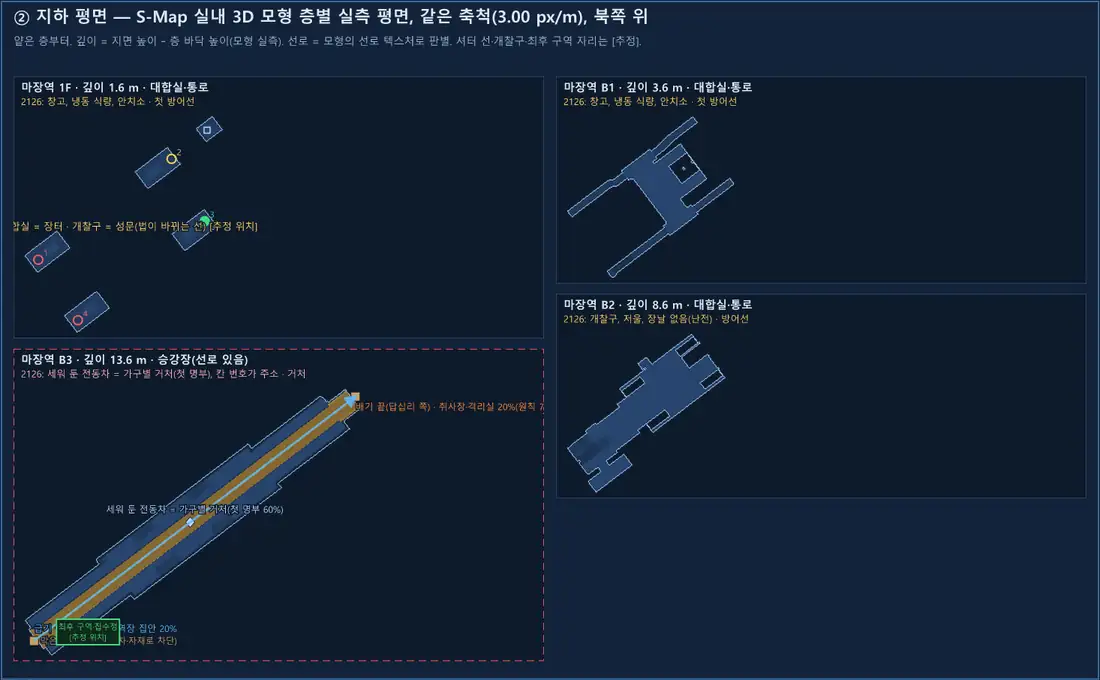 ② 지하 평면 — S-Map 실내 3D 모형 층별 실측 평면, 같은 축척(3.00 px/m), 북쪽 위
얕은 층부터. 깊이 = 지면 높이 − 층 바닥 높이(모형 실측). 선로 = 모형의 선로 텍스처로 판별. 셔터 선·개찰구·최후 구역 자리는 [추정].
마장역 1F · 깊이 1.6 m · 대합실·통로
2126: 창고, 냉동 식량, 안치소 · 첫 방어선
2
3
합실 = 장터 · 개찰구 = 성문(법이 바뀌는 선) [추정 위치]
1
4
마장역 B1 · 깊이 3.6 m · 대합실·통로
2126: 창고, 냉동 식량, 안치소 · 첫 방어선
마장역 B2 · 깊이 8.6 m · 대합실·통로
2126: 개찰구, 저울, 장날 없음(난전) · 방어선
마장역 B3 · 깊이 13.6 m · 승강장(선로 있음)
2126: 세워 둔 전동차 = 가구별 거처(첫 명부), 칸 번호가 주소 · 거처
배기 끝(답십리 쪽) · 취사장·격리실 20%(원칙
세워 둔 전동차 = 가구별 거처(첫 명부 60%)
역장 집안 20%
최후 구역·집수정
[추정 위치]
자재로 차단)